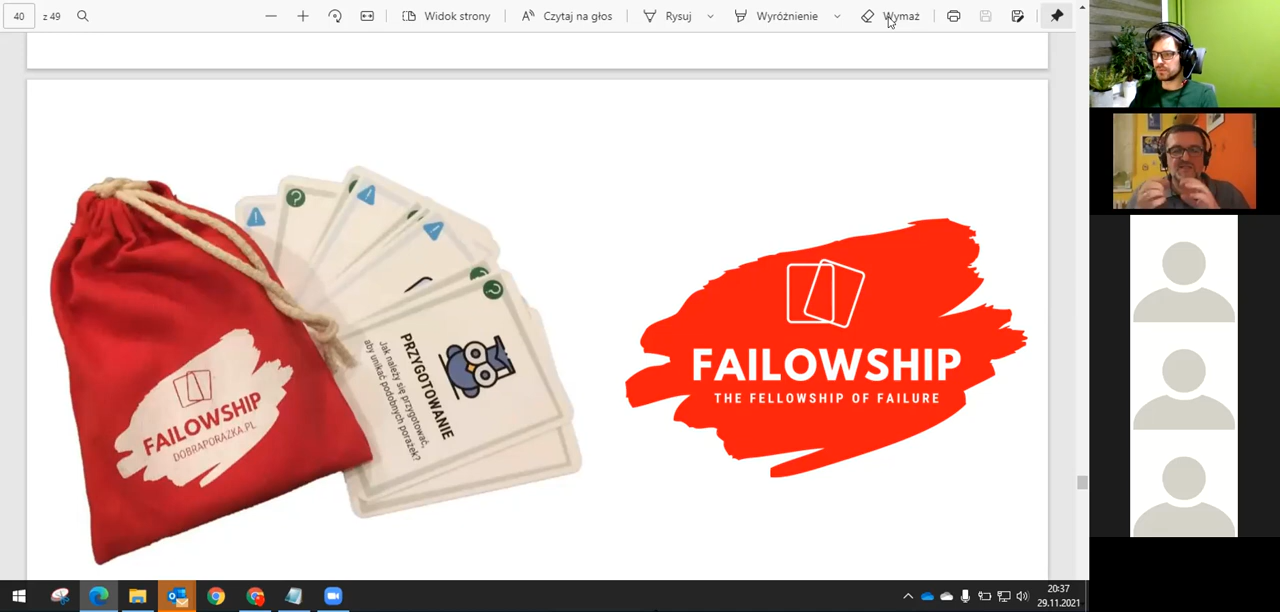 40 z 49 Widok strony Czytaj na głos Rysuj Wyróżnienie Wymaż
PRZYGOTOWANIE
Jak należy się przygotować,
aby unikać podobnych porażek?
FAILOWSHIP
DOBRAPORAZKA.PL
FAILOWSHIP
THE FELLOWSHIP OF FAILURE
20:37
29.11.2021